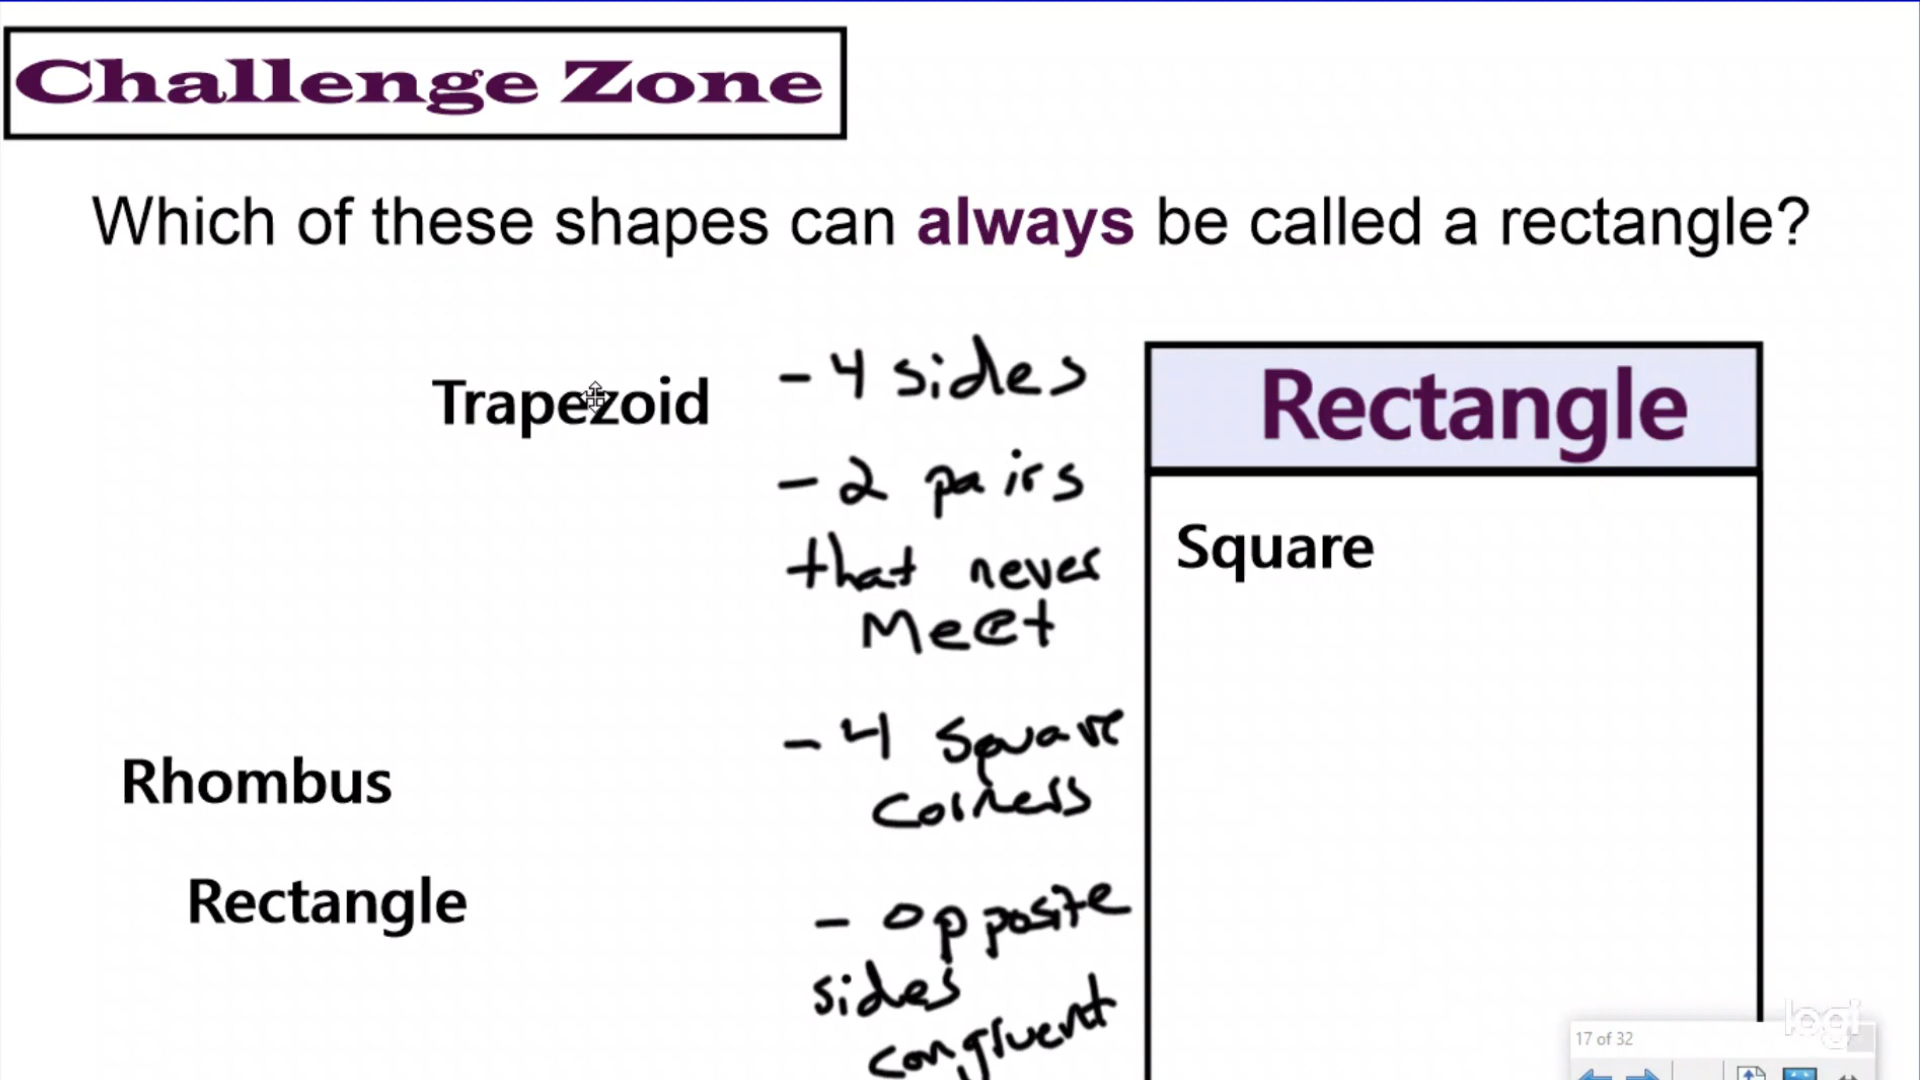 Challenge Zone
Which of these shapes can always be called a rectangle?
Trapezoid
Rhombus
Rectangle
- 4 sides
- 2 pairs
that never
Meet
- 4 square
corners
- opposite
sides
congruent
Rectangle
Square
logi
17 of 32